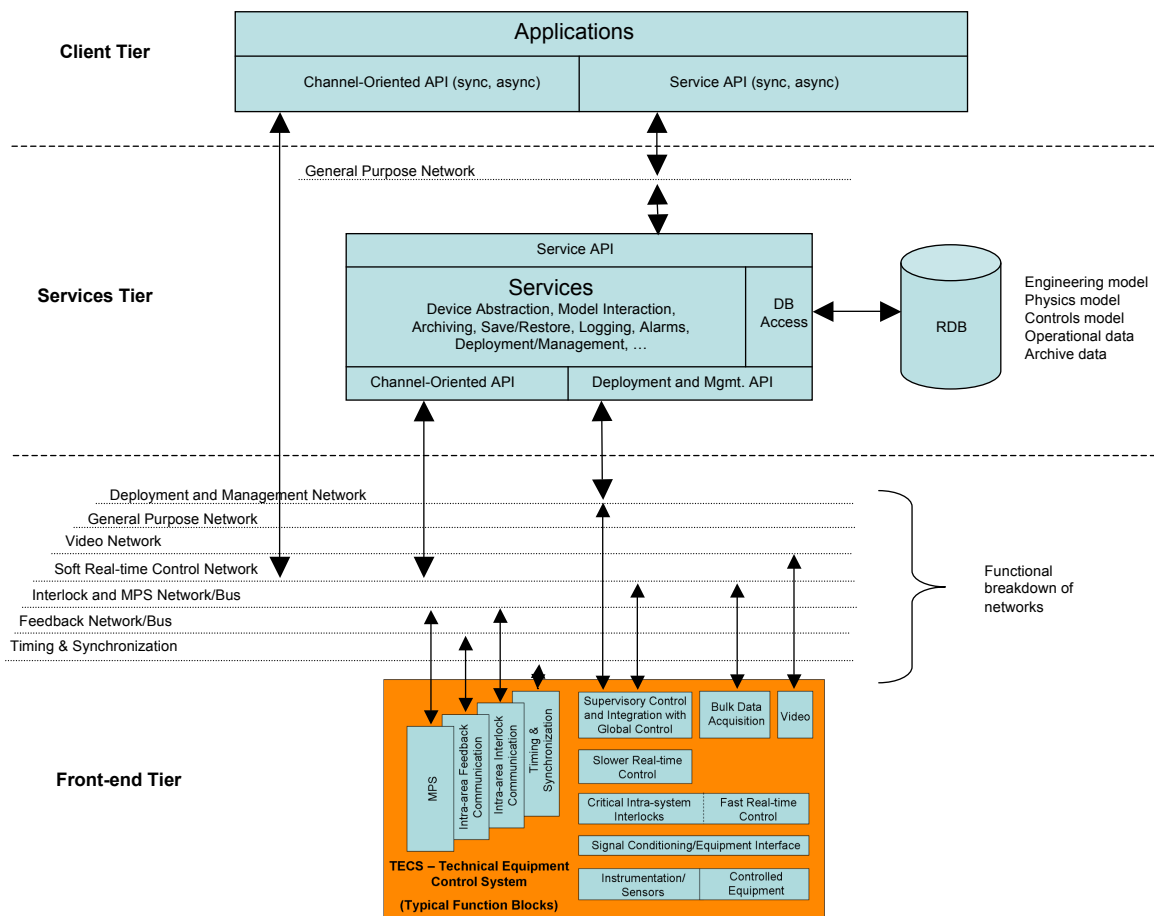 Applications
Client Tier
Channel-Oriented API (sync, async)
Service API (sync, async)
General Purpose Network
Service API
Services Tier
Services
Device Abstraction, Model Interaction,
Archiving, Save/Restore, Logging, Alarms,
Deployment/Management, …
DB
Access
RDB
Engineering model
Physics model
Controls model
Operational data
Archive data
Channel-Oriented API
Deployment and Mgmt. API
Deployment and Management Network
General Purpose Network
Video Network
Soft Real-time Control Network
Interlock and MPS Network/Bus
Feedback Network/Bus
Timing & Synchronization
Functional
breakdown of
networks
Front-end Tier
MPS
Intra-area Feedback
Communication
Intra-area Interlock
Communication
Timing &
Synchronization
Supervisory Control
and Integration with
Global Control
Bulk Data
Acquisition
Video
Slower Real-time
Control
Critical Intra-system
Interlocks
Fast Real-time
Control
Signal Conditioning/Equipment Interface
Instrumentation/
Sensors
Controlled
Equipment
TECS – Technical Equipment
Control System
(Typical Function Blocks)